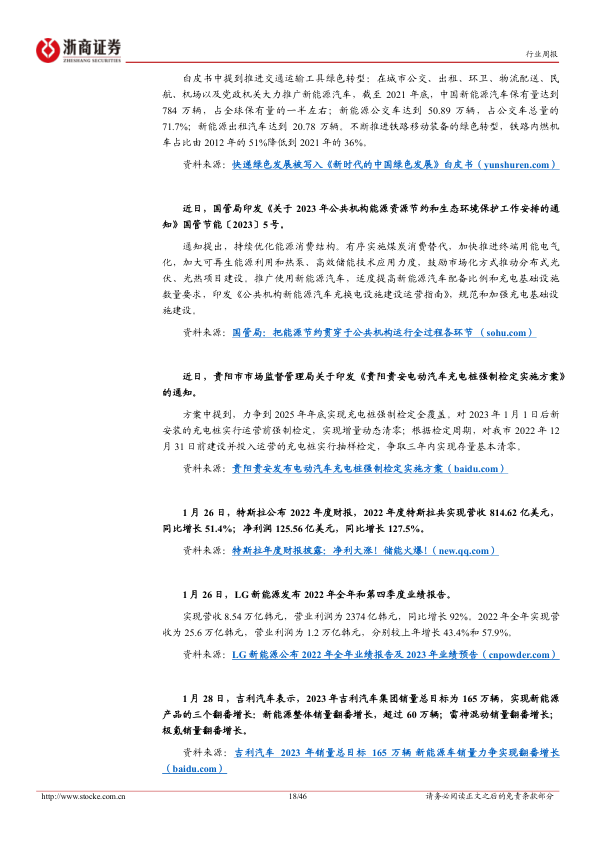 浙商证券
ZHESHANG SECURITIES
行业周报
白皮书中提到推进交通运输工具绿色转型：在城市公交、出租、环卫、物流配送、民
航、机场以及党政机关大力推广新能源汽车，截至 2021 年底，中国新能源汽车保有量达到
784 万辆，占全球保有量的一半左右；新能源公交车达到 50.89 万辆，占公交车总量的
71.7%；新能源出租汽车达到 20.78 万辆。不断推进铁路移动装备的绿色转型，铁路内燃机
车占比由 2012 年的 51%降低到 2021 年的 36%。
资料来源：快递绿色发展被写入《新时代的中国绿色发展》白皮书（yunshuren.com）
近日，国管局印发《关于 2023 年公共机构能源资源节约和生态环境保护工作安排的通
知》国管节能〔2023〕5 号。
通知提出，持续优化能源消费结构。有序实施煤炭消费替代，加快推进终端用能电气
化，加大可再生能源利用和热泵、高效储能技术应用力度，鼓励市场化方式推动分布式光
伏、光热项目建设。推广使用新能源汽车，适度提高新能源汽车配备比例和充电基础设施
数量要求，印发《公共机构新能源汽车充换电设施建设运营指南》，规范和加强充电基础设
施建设。
资料来源：国管局：把能源节约贯穿于公共机构运行全过程各环节 （sohu.com）
近日，贵阳市市场监督管理局关于印发《贵阳贵安电动汽车充电桩强制检定实施方案》
的通知。
方案中提到，力争到 2025 年年底实现充电桩强制检定全覆盖。对 2023 年 1 月 1 日后新
安装的充电桩实行运营前强制检定，实现增量动态清零；根据检定周期，对我市 2022 年 12
月 31 日前建设并投入运营的充电桩实行抽样检定，争取三年内实现存量基本清零。
资料来源：贵阳贵安发布电动汽车充电桩强制检定实施方案（baidu.com）
1 月 26 日，特斯拉公布 2022 年度财报，2022 年度特斯拉共实现营收 814.62 亿美元，
同比增长 51.4%；净利润 125.56 亿美元，同比增长 127.5%。
资料来源：特斯拉年度财报披露：净利大涨！储能火爆!（new.qq.com）
1 月 26 日，LG 新能源发布 2022 年全年和第四季度业绩报告。
实现营收 8.54 万亿韩元，营业利润为 2374 亿韩元，同比增长 92%。2022 年全年实现营
收为 25.6 万亿韩元，营业利润为 1.2 万亿韩元，分别较上年增长 43.4%和 57.9%。
资料来源：LG 新能源公布 2022 年全年业绩报告及 2023 年业绩预告（cnpowder.com）
1 月 28 日，吉利汽车表示，2023 年吉利汽车集团销量总目标为 165 万辆，实现新能源
产品的三个翻番增长：新能源整体销量翻番增长，超过 60 万辆；雷神混动销量翻番增长；
极氪销量翻番增长。
资料来源：吉利汽车 2023 年销量总目标 165 万辆 新能源车销量力争实现翻番增长
（baidu.com）
http://www.stocke.com.cn
18/46
请务必阅读正文之后的免责条款部分